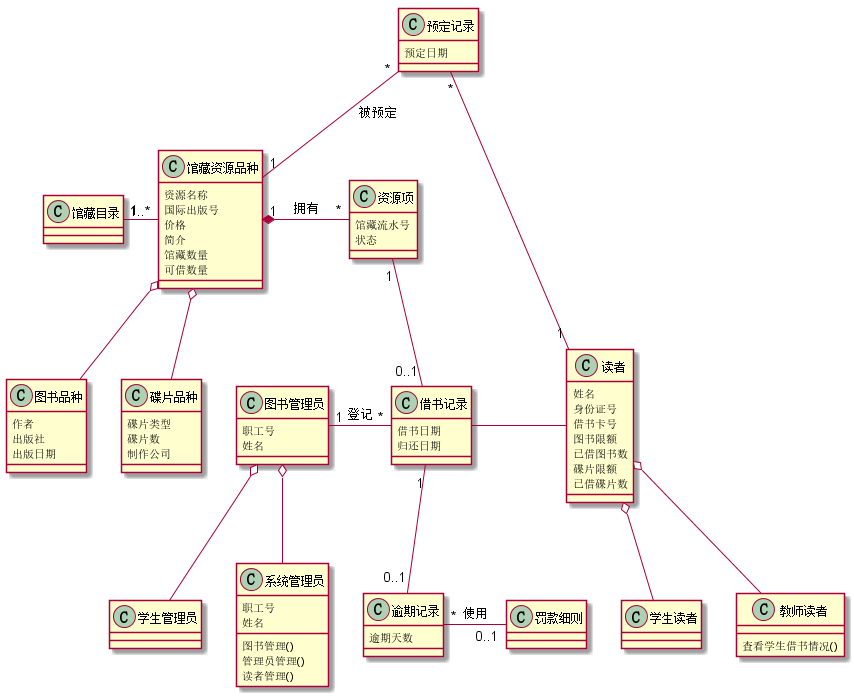 C 预定记录
预定日期
*
*
被预定
1
C 馆藏资源品种
资源名称
国际出版号
价格
简介
馆藏数量
可借数量
C 馆藏目录
1..*
1 拥有 *
C 资源项
馆藏流水号
状态
1
0..1
1
C 读者
姓名
身份证号
借书卡号
图书限额
已借图书数
碟片限额
已借碟片数
C 图书品种
作者
出版社
出版日期
C 碟片品种
碟片类型
碟片数
制作公司
C 图书管理员
职工号
姓名
1 登记 *
C 借书记录
借书日期
归还日期
1
0..1
C 学生管理员
C 系统管理员
职工号
姓名
图书管理()
管理员管理()
读者管理()
C 逾期记录
逾期天数
* 使用
0..1
C 罚款细则
C 学生读者
C 教师读者
查看学生借书情况()